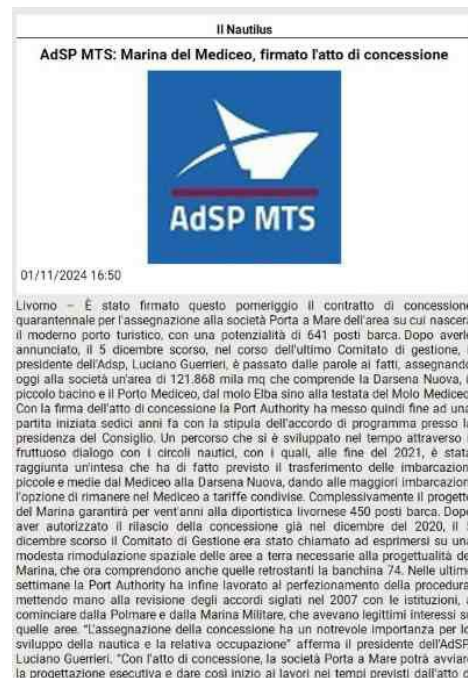 Il Nautilus
AdSP MTS: Marina del Mediceo, firmato l'atto di concessione
AdSP MTS
01/11/2024 16:50
Livorno – È stato firmato questo pomeriggio il contratto di concessione
quarantennale per l'assegnazione alla società Porta a Mare dell'area su cui nascerà
il moderno porto turistico, con una potenzialità di 641 posti barca. Dopo averlo
annunciato, il 5 dicembre scorso, nel corso dell'ultimo Comitato di gestione,
presidente dell'Adsp, Luciano Guerrieri, è passato dalle parole ai fatti, assegnando
oggi alla società un'area di 121.868 mila mq che comprende la Darsena Nuova, i
piccolo bacino e il Porto Mediceo, dal molo Elba sino alla testata del Molo Mediceo
Con la firma dell'atto di concessione la Port Authority ha messo quindi fine ad una
partita iniziata sedici anni fa con la stipula dell'accordo di programma presso l
presidenza del Consiglio. Un percorso che si è sviluppato nel tempo attraverso
fruttuoso dialogo con i circoli nautici, con i quali, alle fine del 2021, è stata
raggiunta un'intesa che ha di fatto previsto il trasferimento delle imbarcazion
piccole e medie dal Mediceo alla Darsena Nuova, dando alle maggiori imbarcazion
l'opzione di rimanere nel Mediceo a tariffe condivise. Complessivamente il progetto
del Marina garantirà per vent'anni alla diportistica livornese 450 posti barca. Dopo
aver autorizzato il rilascio della concessione già nel dicembre del 2020, il
dicembre scorso il Comitato di Gestione era stato chiamato ad esprimersi su una
modesta rimodulazione spaziale delle aree a terra necessarie alla progettualità de
Marina, che ora comprendono anche quelle retrostanti la banchina 74. Nelle ultime
settimane la Port Authority ha infine lavorato al perfezionamento della procedura
mettendo mano alla revisione degli accordi siglati nel 2007 con le istituzioni, a
cominciare dalla Polmare e dalla Marina Militare, che avevano legittimi interessi su
quelle aree. "L'assegnazione della concessione ha un notrevole importanza per lo
sviluppo della nautica e la relativa occupazione" afferma il presidente dell'AdSP
Luciano Guerrieri. "Con l'atto di concessione, la società Porta a Mare potrà avviare
la progettazione esecutiva e dare così inizio ai lavori nei tempi previsti dall'atto d